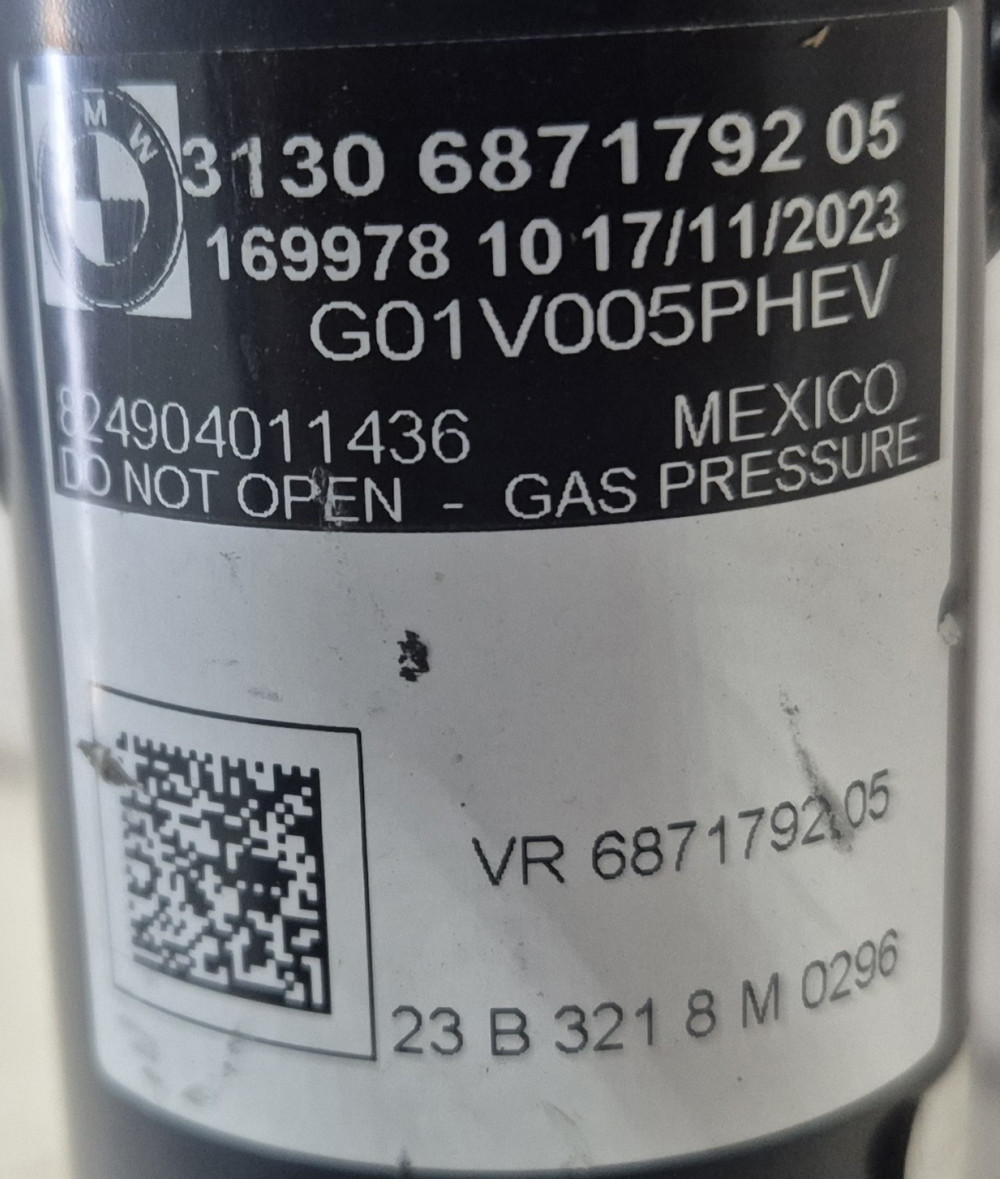 BMW
3130 6871792 05
169978 10 17/11/2023
G01V005PHEV
824904011436 MEXICO
DO NOT OPEN - GAS PRESSURE
VR 6871792 05
23 B 321 8 M 0296